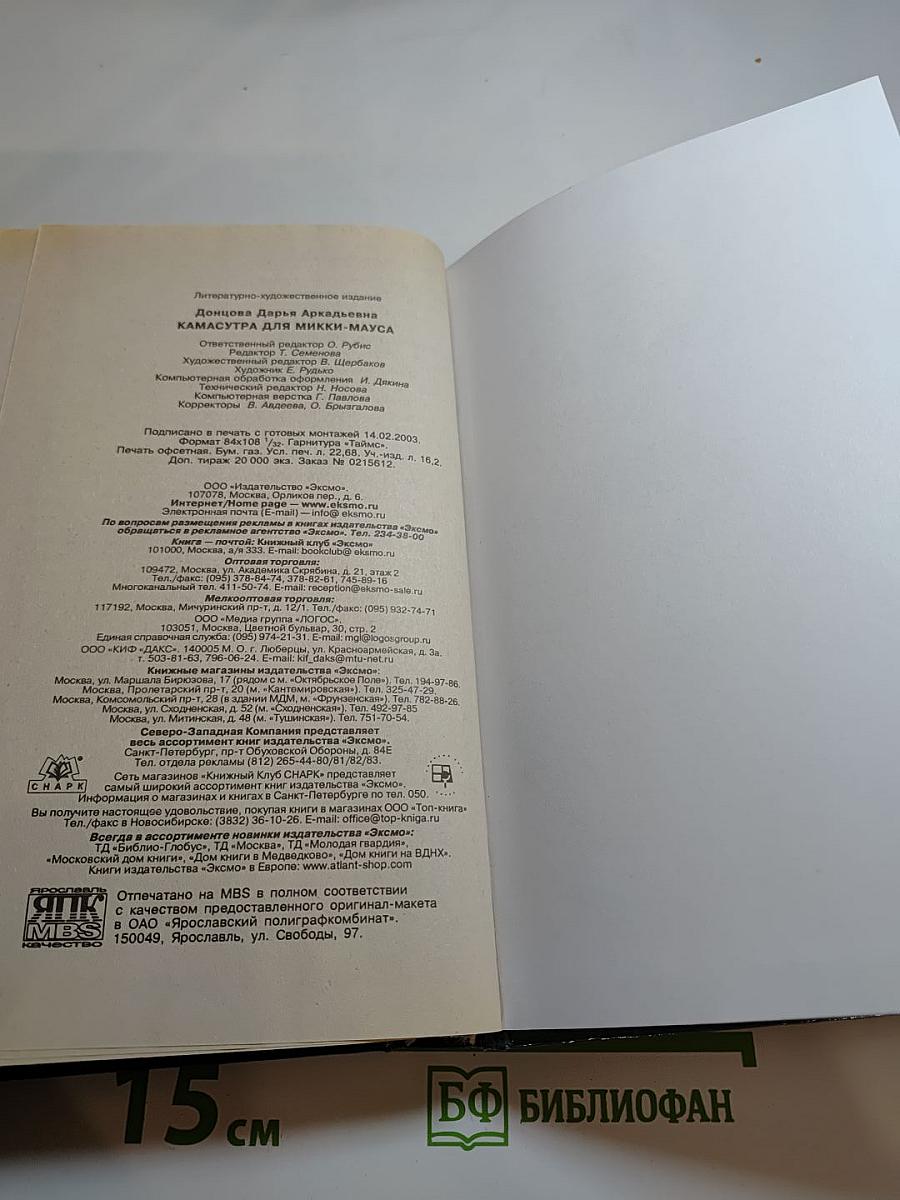 Литературно-художественное издание
Донцова Дарья Аркадьевна
КАМАСУТРА ДЛЯ МИККИ-МАУСА
Ответственный редактор О. Рубис
Редактор Т. Семенова
Художественный редактор В. Щербаков
Художник Е. Рудько
Компьютерная обработка оформления И. Дякина
Технический редактор Н. Носова
Компьютерная верстка Г. Павлова
Корректоры В. Авдеева, О. Брызгалова
Подписано в печать с готовых монтажей 14.02.2003.
Формат 84х108 1/32. Гарнитура «Таймс».
Печать офсетная. Бум. газ. Усл. печ. л. 22,68. Уч.-изд. л. 16,2.
Доп. тираж 20 000 экз. Заказ № 0215612.
ООО «Издательство «Эксмо».
107078, Москва, Орликов пер., д. 6.
Интернет/Home page — www.eksmo.ru
Электронная почта (E-mail) — info@ eksmo.ru
По вопросам размещения рекламы в книгах издательства «Эксмо»
обращаться в рекламное агентство «Эксмо». Тел. 234-38-00
Книга — почтой: Книжный клуб «Эксмо»
101000, Москва, а/я 333. E-mail: bookclub@ eksmo.ru
Оптовая торговля:
109472, Москва, ул. Академика Скрябина, д. 21, этаж 2
Тел./факс: (095) 378-84-74, 378-82-61, 745-89-16
Многоканальный тел. 411-50-74. E-mail: reception@eksmo-sale.ru
Мелкооптовая торговля:
117192, Москва, Мичуринский пр-т, д. 12/1. Тел./факс: (095) 932-74-71
ООО «Медиа группа «ЛОГОС».
103051, Москва, Цветной бульвар, 30, стр. 2
Единая справочная служба: (095) 974-21-31. E-mail: mgl@logosgroup.ru
ООО «КИФ «ДАКС». 140005 М. О. г. Люберцы, ул. Красноармейская, д. 3а.
т. 503-81-63, 796-06-24. E-mail: kif_daks@mtu-net.ru
Книжные магазины издательства «Эксмо»:
Москва, ул. Маршала Бирюзова, 17 (рядом с м. «Октябрьское Поле»). Тел. 194-97-86.
Москва, Пролетарский пр-т, 20 (м. «Кантемировская»). Тел. 325-47-29.
Москва, Комсомольский пр-т, 28 (в здании МДМ, м. «Фрунзенская»). Тел. 782-88-26.
Москва, ул. Сходненская, д. 52 (м. «Сходненская»). Тел. 492-97-85
Москва, ул. Митинская, д. 48 (м. «Тушинская»). Тел. 751-70-54.
Северо-Западная Компания представляет
весь ассортимент книг издательства «Эксмо».
Санкт-Петербург, пр-т Обуховской Обороны, д. 84Е
Тел. отдела рекламы (812) 265-44-80/81/82/83.
СНАРК
Сеть магазинов «Книжный Клуб СНАРК» представляет
самый широкий ассортимент книг издательства «Эксмо».
Информация о магазинах и книгах в Санкт-Петербурге по тел. 050.
Вы получите настоящее удовольствие, покупая книги в магазинах ООО «Топ-книга»
Тел./факс в Новосибирске: (3832) 36-10-26. E-mail: office@top-kniga.ru
Всегда в ассортименте новинки издательства «Эксмо»:
ТД «Библио-Глобус», ТД «Москва», ТД «Молодая гвардия»,
«Московский дом книги», «Дом книги в Медведково», «Дом книги на ВДНХ».
Книги издательства «Эксмо» в Европе: www.atlant-shop.com
ЯРОСЛАВЛЬ
ЯПК
MBS
качество
Отпечатано на MBS в полном соответствии
с качеством предоставленного оригинал-макета
в ОАО «Ярославский полиграфкомбинат».
150049, Ярославль, ул. Свободы, 97.
15 см
БФ БИБЛИОФАН